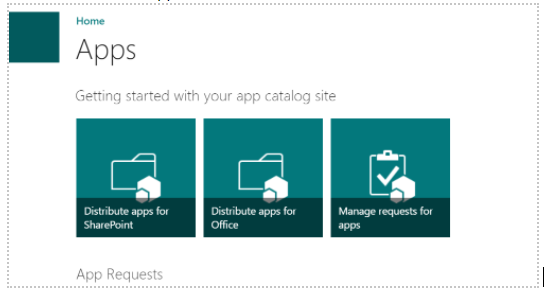 Home
Apps
Getting started with your app catalog site
Distribute apps for
SharePoint
Distribute apps for
Office
Manage requests for
apps
App Requests